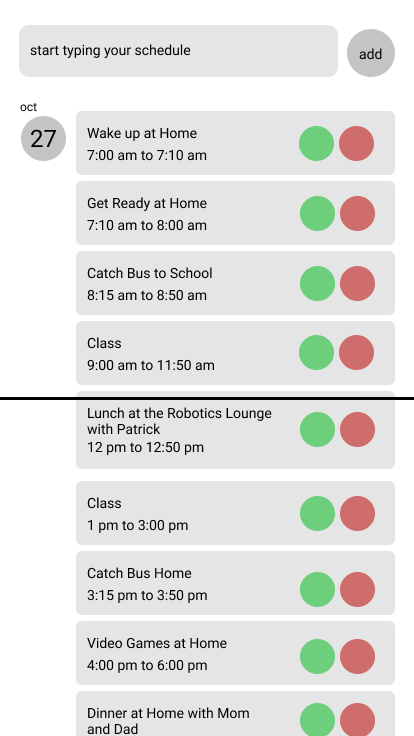 start typing your schedule
add
oct
27
Wake up at Home
7:00 am to 7:10 am
Get Ready at Home
7:10 am to 8:00 am
Catch Bus to School
8:15 am to 8:50 am
Class
9:00 am to 11:50 am
Lunch at the Robotics Lounge
with Patrick
12 pm to 12:50 pm
Class
1 pm to 3:00 pm
Catch Bus Home
3:15 pm to 3:50 pm
Video Games at Home
4:00 pm to 6:00 pm
Dinner at Home with Mom
and Dad